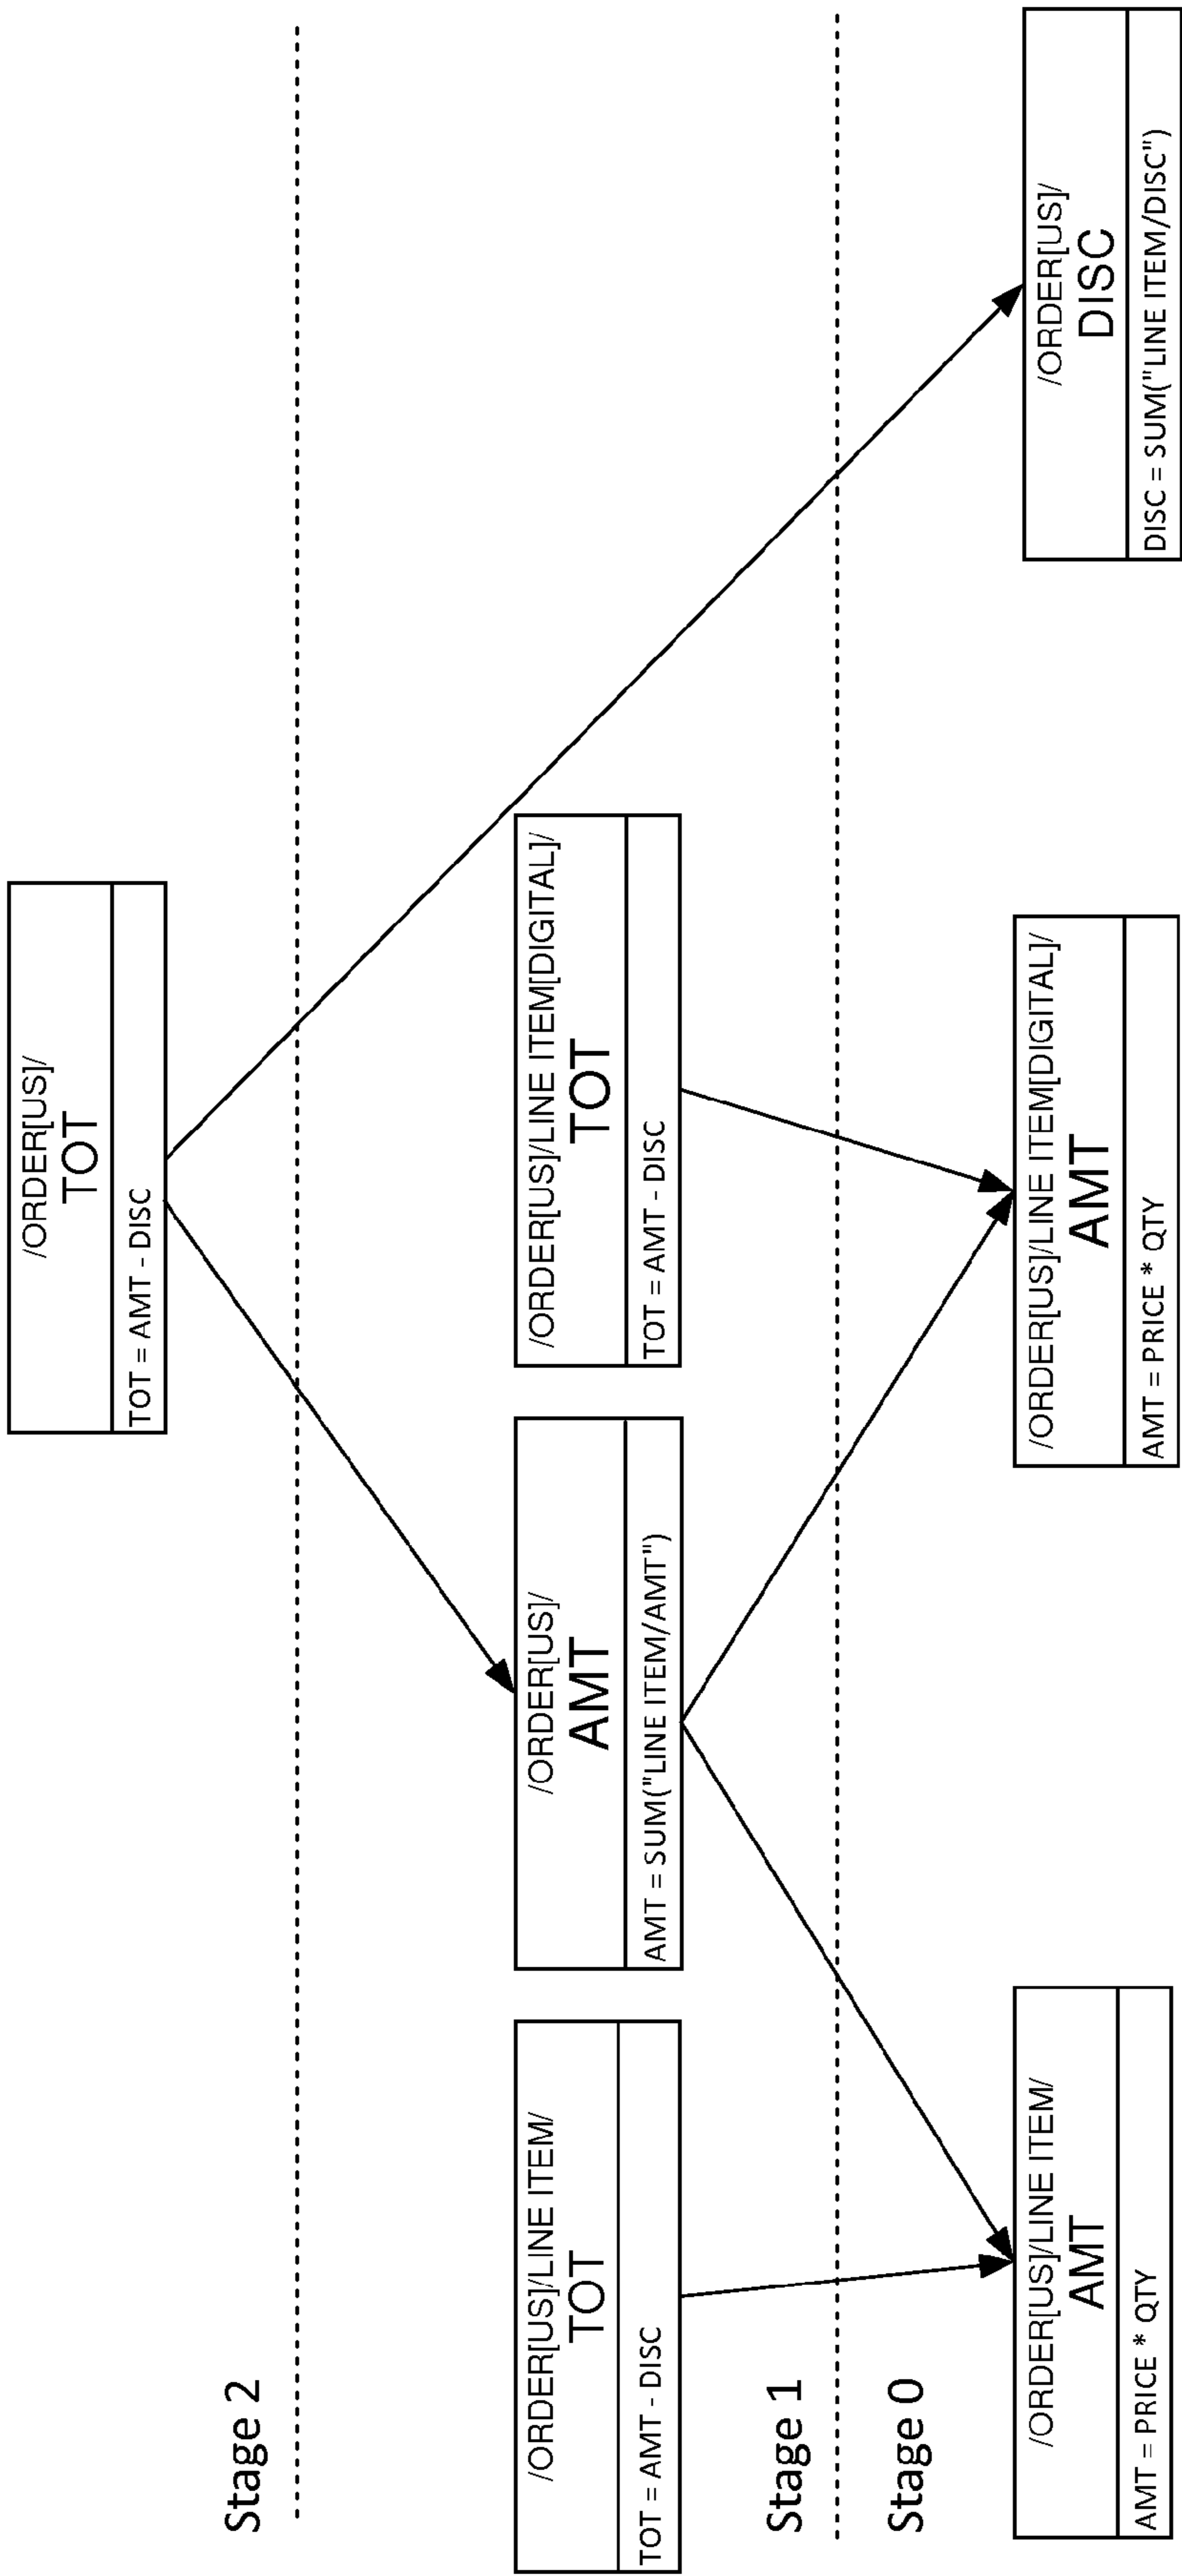 /ORDER[US]/
TOT
TOT = AMT - DISC
Stage 2
/ORDER[US]/LINE ITEM/
TOT
TOT = AMT - DISC
/ORDER[US]/
AMT
AMT = SUM("LINE ITEM/AMT")
/ORDER[US]/LINE ITEM[DIGITAL]/
TOT
TOT = AMT - DISC
Stage 1
Stage 0
/ORDER[US]/LINE ITEM/
AMT
AMT = PRICE * QTY
/ORDER[US]/LINE ITEM[DIGITAL]/
AMT
AMT = PRICE * QTY
/ORDER[US]/
DISC
DISC = SUM("LINE ITEM/DISC")